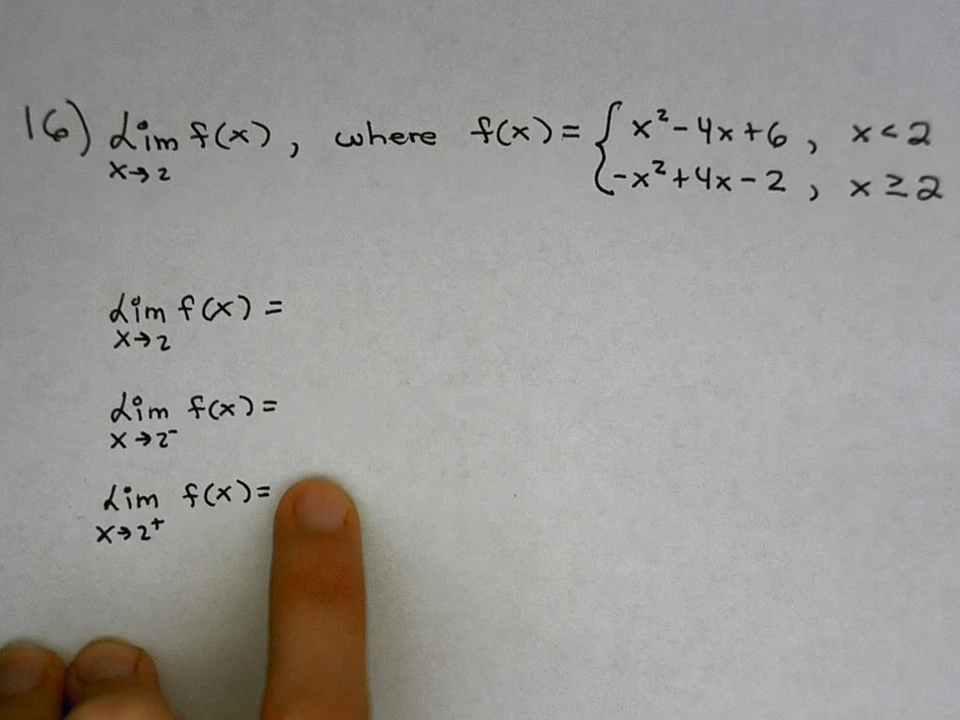 16) Lim f(x), where f(x) = { x² - 4x + 6, x < 2
x→2 -x² + 4x - 2, x ≥ 2
Lim f(x) =
x→2
Lim f(x) =
x→2⁻
Lim f(x) =
x→2⁺